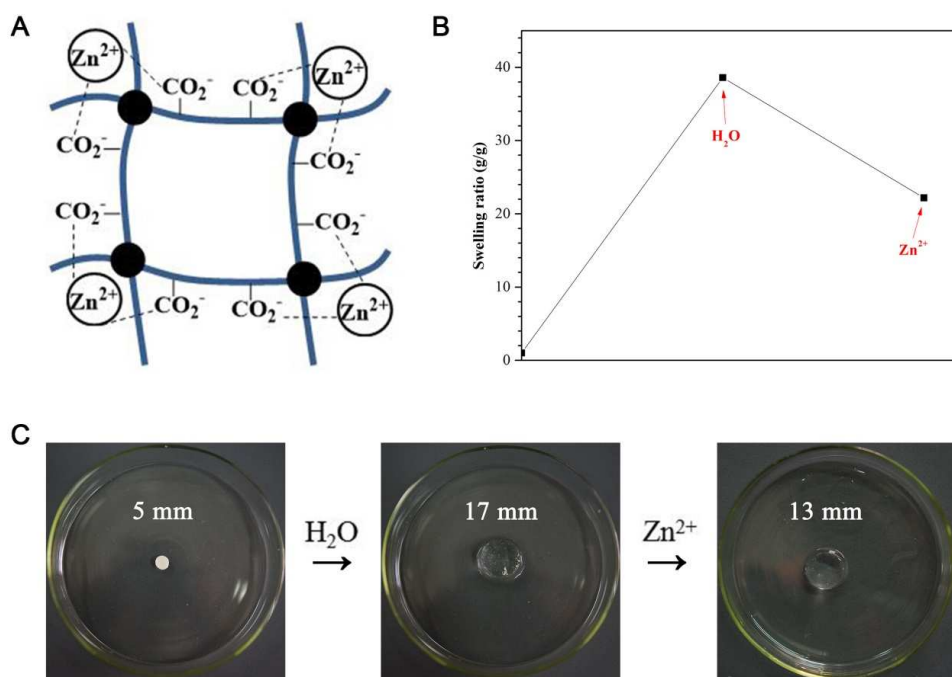 A
Zn²⁺
CO₂⁻
CO₂⁻
Zn²⁺
CO₂⁻
CO₂⁻
CO₂⁻
CO₂⁻
Zn²⁺
CO₂⁻
CO₂⁻
Zn²⁺
B
Swelling ratio (g/g)
40
30
20
10
0
H₂O
Zn²⁺
C
5 mm
H₂O
→
17 mm
Zn²⁺
→
13 mm